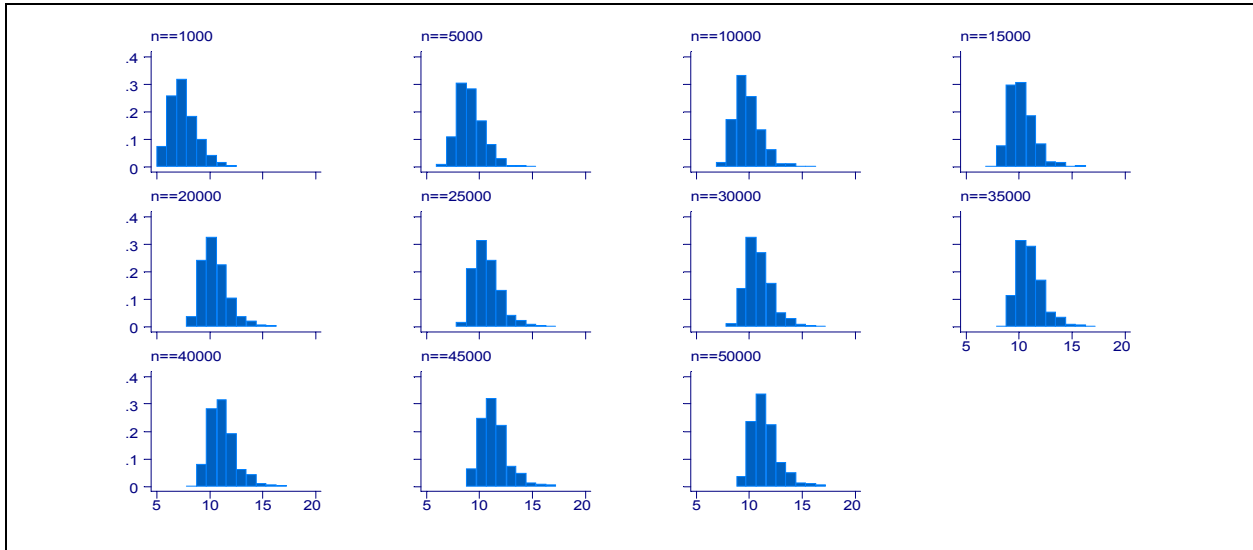 n==1000
n==5000
n==10000
n==15000
.4
.3
.2
.1
0
n==20000
n==25000
n==30000
n==35000
.4
.3
.2
.1
0
5 10 15 20
n==40000
n==45000
n==50000
.4
.3
.2
.1
0
5 10 15 20
5 10 15 20
5 10 15 20